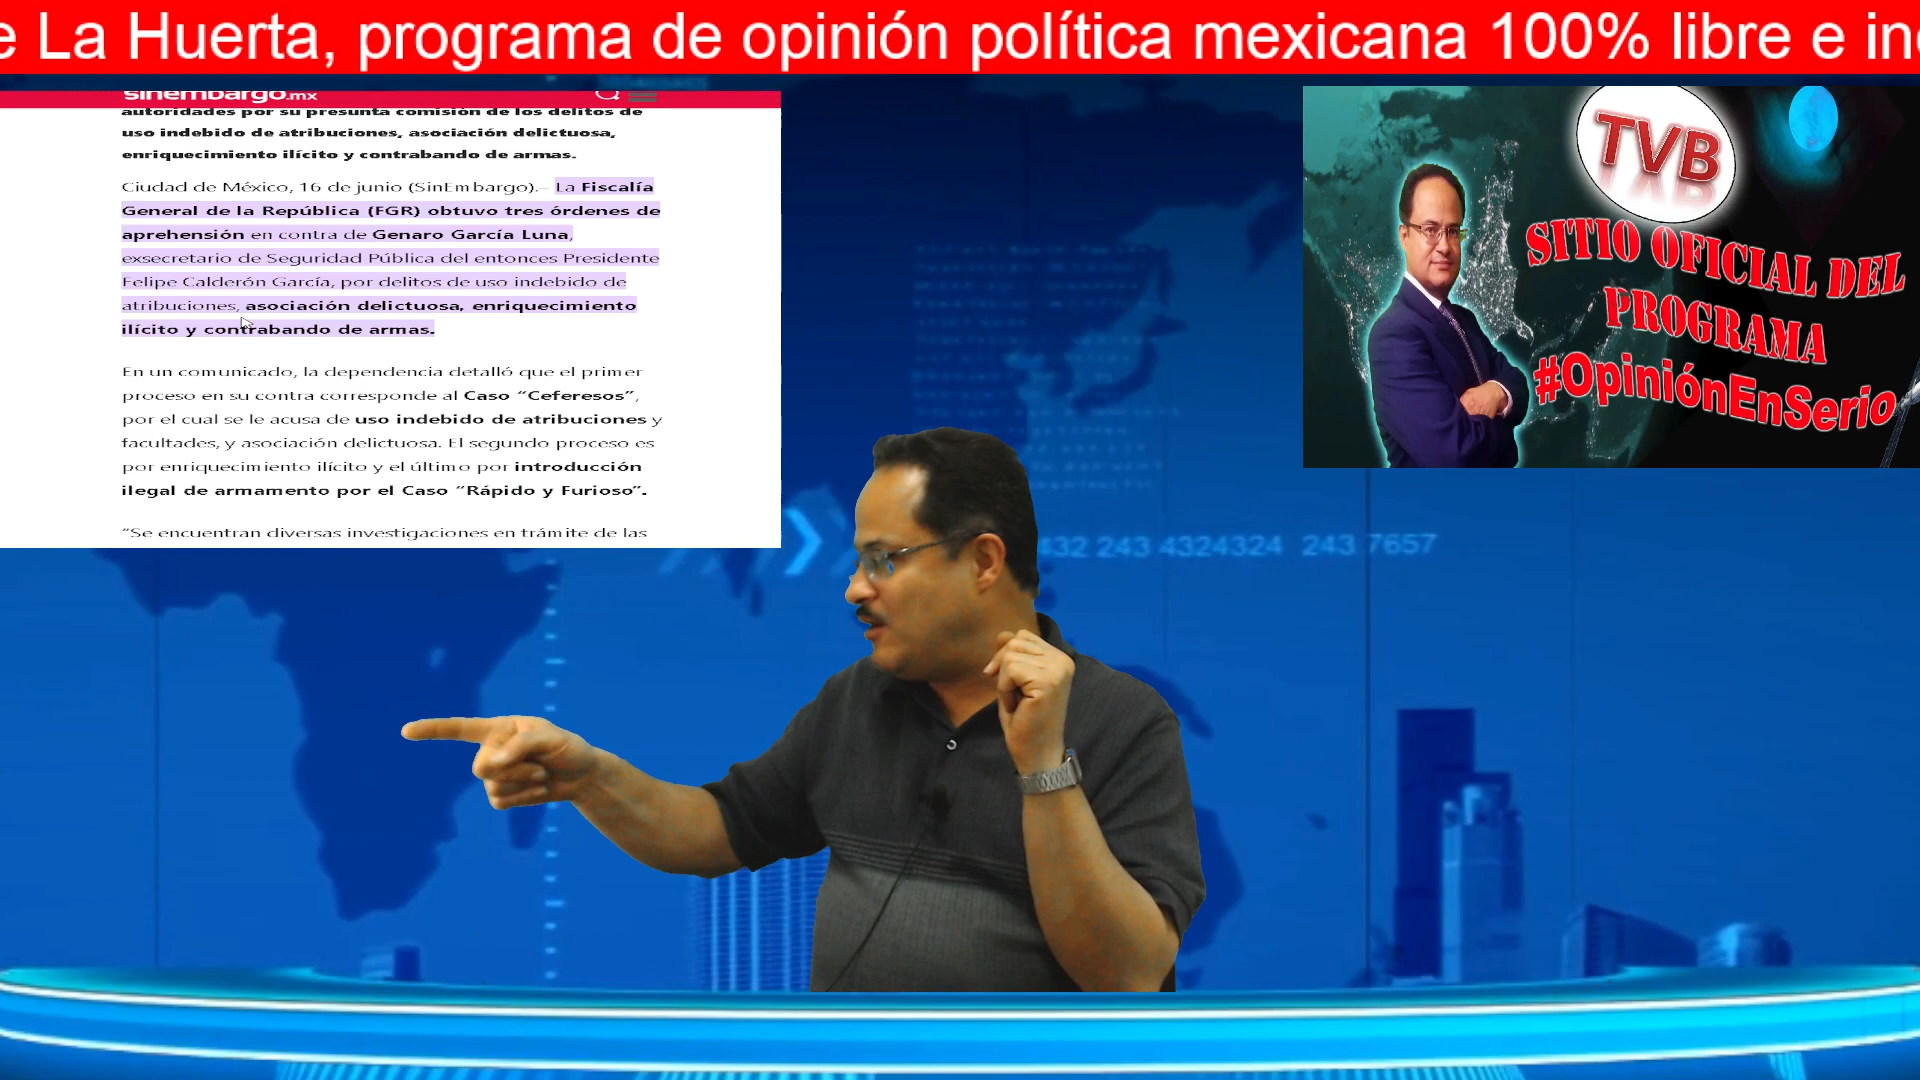 e La Huerta, programa de opinión política mexicana 100% libre e in
sinembargo.mx
autoridades por su presunta comisión de los delitos de
uso indebido de atribuciones, asociación delictuosa,
enriquecimiento ilícito y contrabando de armas.
Ciudad de México, 16 de junio (SinEmbargo).– La Fiscalía
General de la República (FGR) obtuvo tres órdenes de
aprehensión en contra de Genaro García Luna,
exsecretario de Seguridad Pública del entonces Presidente
Felipe Calderón García, por delitos de uso indebido de
atribuciones, asociación delictuosa, enriquecimiento
ilícito y contrabando de armas.
En un comunicado, la dependencia detalló que el primer
proceso en su contra corresponde al Caso “Ceferesos”,
por el cual se le acusa de uso indebido de atribuciones y
facultades, y asociación delictuosa. El segundo proceso es
por enriquecimiento ilícito y el último por introducción
ilegal de armamento por el Caso “Rápido y Furioso”.
“Se encuentran diversas investigaciones en trámite de las
TVB
SITIO OFICIAL DEL
PROGRAMA
#OpiniónEnSerio
432 243 4324324 243 7657